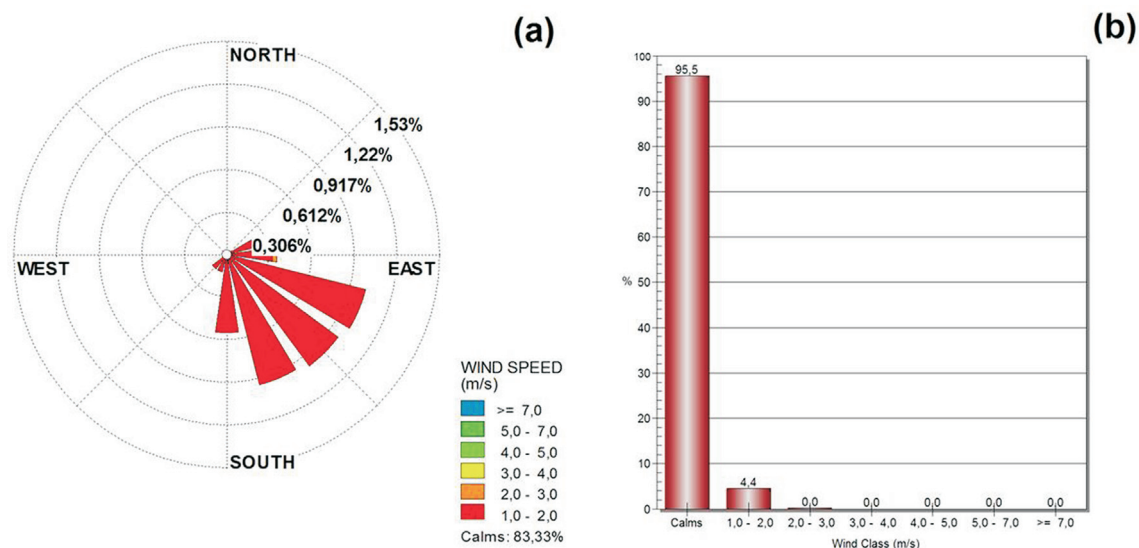 (a)
NORTH
1,53%
1,22%
0,917%
0,612%
0,306%
WEST
EAST
SOUTH
WIND SPEED
(m/s)
>= 7,0
5,0 - 7,0
4,0 - 5,0
3,0 - 4,0
2,0 - 3,0
1,0 - 2,0
Calms: 83,33%
(b)
100
90
80
70
60
50
40
30
20
10
0
%
95,5
4,4
0,0
0,0
0,0
0,0
0,0
Calms
1,0 - 2,0
2,0 - 3,0
3,0 - 4,0
4,0 - 5,0
5,0 - 7,0
>= 7,0
Wind Class (m/s)